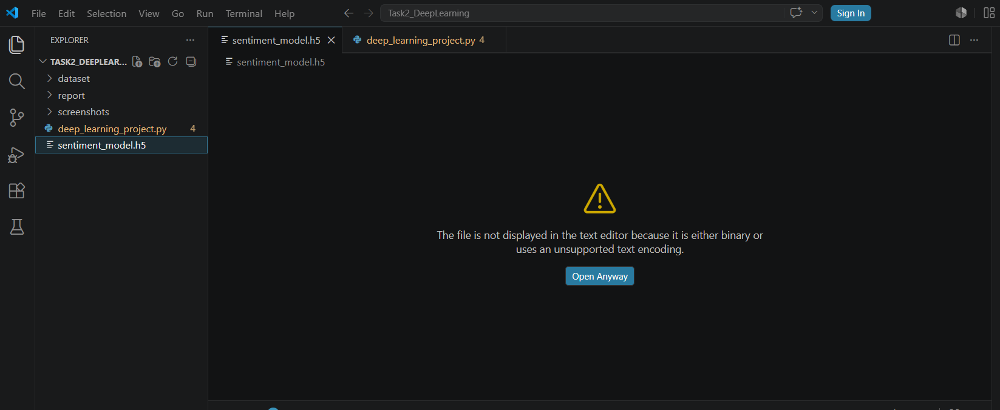 File Edit Selection View Go Run Terminal Help
Task2_DeepLearning
Sign In
EXPLORER
TASK2_DEEPLEAR...
dataset
report
screenshots
deep_learning_project.py 4
sentiment_model.h5
sentiment_model.h5
deep_learning_project.py 4
sentiment_model.h5
The file is not displayed in the text editor because it is either binary or
uses an unsupported text encoding.
Open Anyway